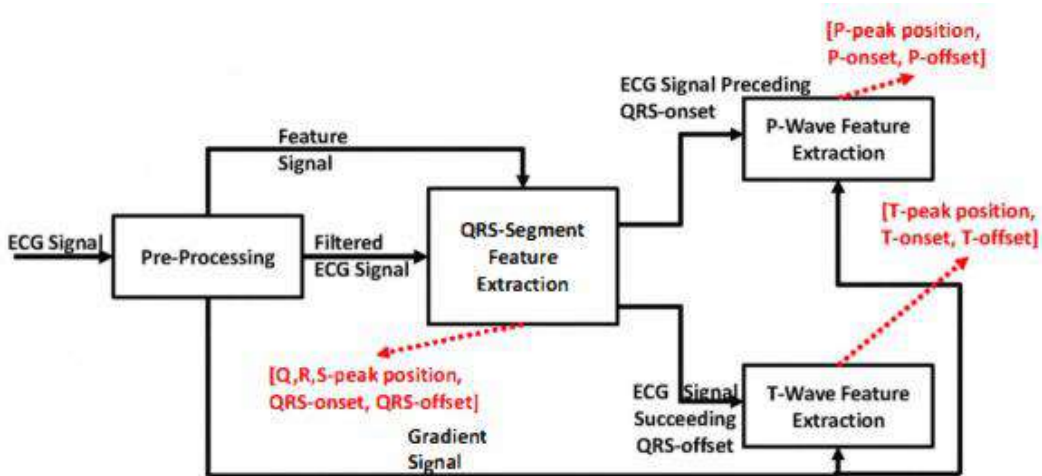 [P-peak position,
P-onset, P-offset]
ECG Signal Preceding
QRS-onset
P-Wave Feature
Extraction
Feature
Signal
ECG Signal
Pre-Processing
Filtered
ECG Signal
QRS-Segment
Feature
Extraction
[T-peak position,
T-onset, T-offset]
[Q,R,S-peak position,
QRS-onset, QRS-offset]
ECG Signal
Succeeding
QRS-offset
T-Wave Feature
Extraction
Gradient
Signal